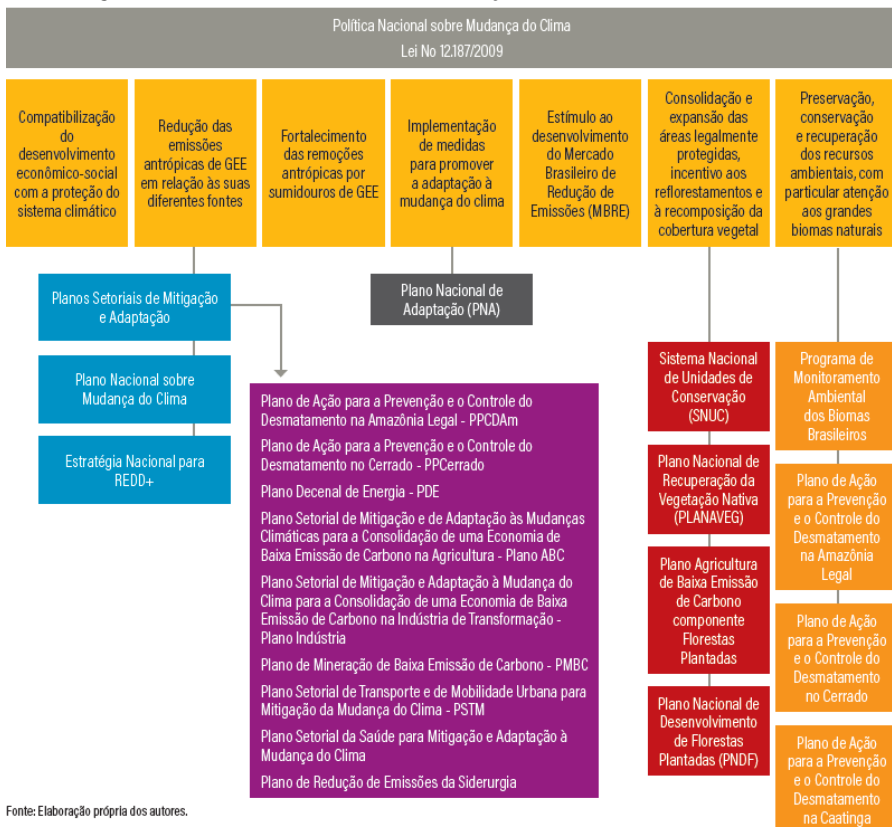 Política Nacional sobre Mudança do Clima
Lei No 12.187/2009
Compatibilização
do
desenvolvimento
econômico-social
com a proteção do
sistema climático
Redução das
emissões
antrópicas de GEE
em relação às suas
diferentes fontes
Fortalecimento
das remoções
antrópicas por
sumidouros de GEE
Implementação
de medidas
para promover
a adaptação à
mudança do clima
Estímulo ao
desenvolvimento
do Mercado
Brasileiro de
Redução de
Emissões (MBRE)
Consolidação e
expansão das
áreas legalmente
protegidas,
incentivo aos
reflorestamentos e
à recomposição da
cobertura vegetal
Preservação,
conservação
e recuperação
dos recursos
ambientais, com
particular atenção
aos grandes
biomas naturais
Planos Setoriais de Mitigação
e Adaptação
Plano Nacional sobre
Mudança do Clima
Estratégia Nacional para
REDD+
Plano de Ação para a Prevenção e o Controle do
Desmatamento na Amazônia Legal - PPCDAm
Plano de Ação para a Prevenção e o Controle do
Desmatamento no Cerrado - PPCerrado
Plano Decenal de Energia - PDE
Plano Setorial de Mitigação e de Adaptação às Mudanças
Climáticas para a Consolidação de uma Economia de
Baixa Emissão de Carbono na Agricultura - Plano ABC
Plano Setorial de Mitigação e Adaptação à Mudança do
Clima para a Consolidação de uma Economia de Baixa
Emissão de Carbono na Indústria de Transformação -
Plano Indústria
Plano de Mineração de Baixa Emissão de Carbono - PMBC
Plano Setorial de Transporte e de Mobilidade Urbana para
Mitigação da Mudança do Clima - PSTM
Plano Setorial da Saúde para Mitigação e Adaptação à
Mudança do Clima
Plano de Redução de Emissões da Siderurgia
Plano Nacional de
Adaptação (PNA)
Sistema Nacional
de Unidades de
Conservação
(SNUC)
Plano Nacional de
Recuperação da
Vegetação Nativa
(PLANAVEG)
Plano Agricultura
de Baixa Emissão
de Carbono
componente
Florestas
Plantadas
Plano Nacional de
Desenvolvimento
de Florestas
Plantadas (PNDF)
Programa de
Monitoramento
Ambiental
dos Biomas
Brasileiros
Plano de Ação
para a Prevenção
e o Controle do
Desmatamento
na Amazônia
Legal
Plano de Ação
para a Prevenção
e o Controle do
Desmatamento
no Cerrado
Plano de Ação
para a Prevenção
e o Controle do
Desmatamento
na Caatinga
Fonte: Elaboração própria dos autores.